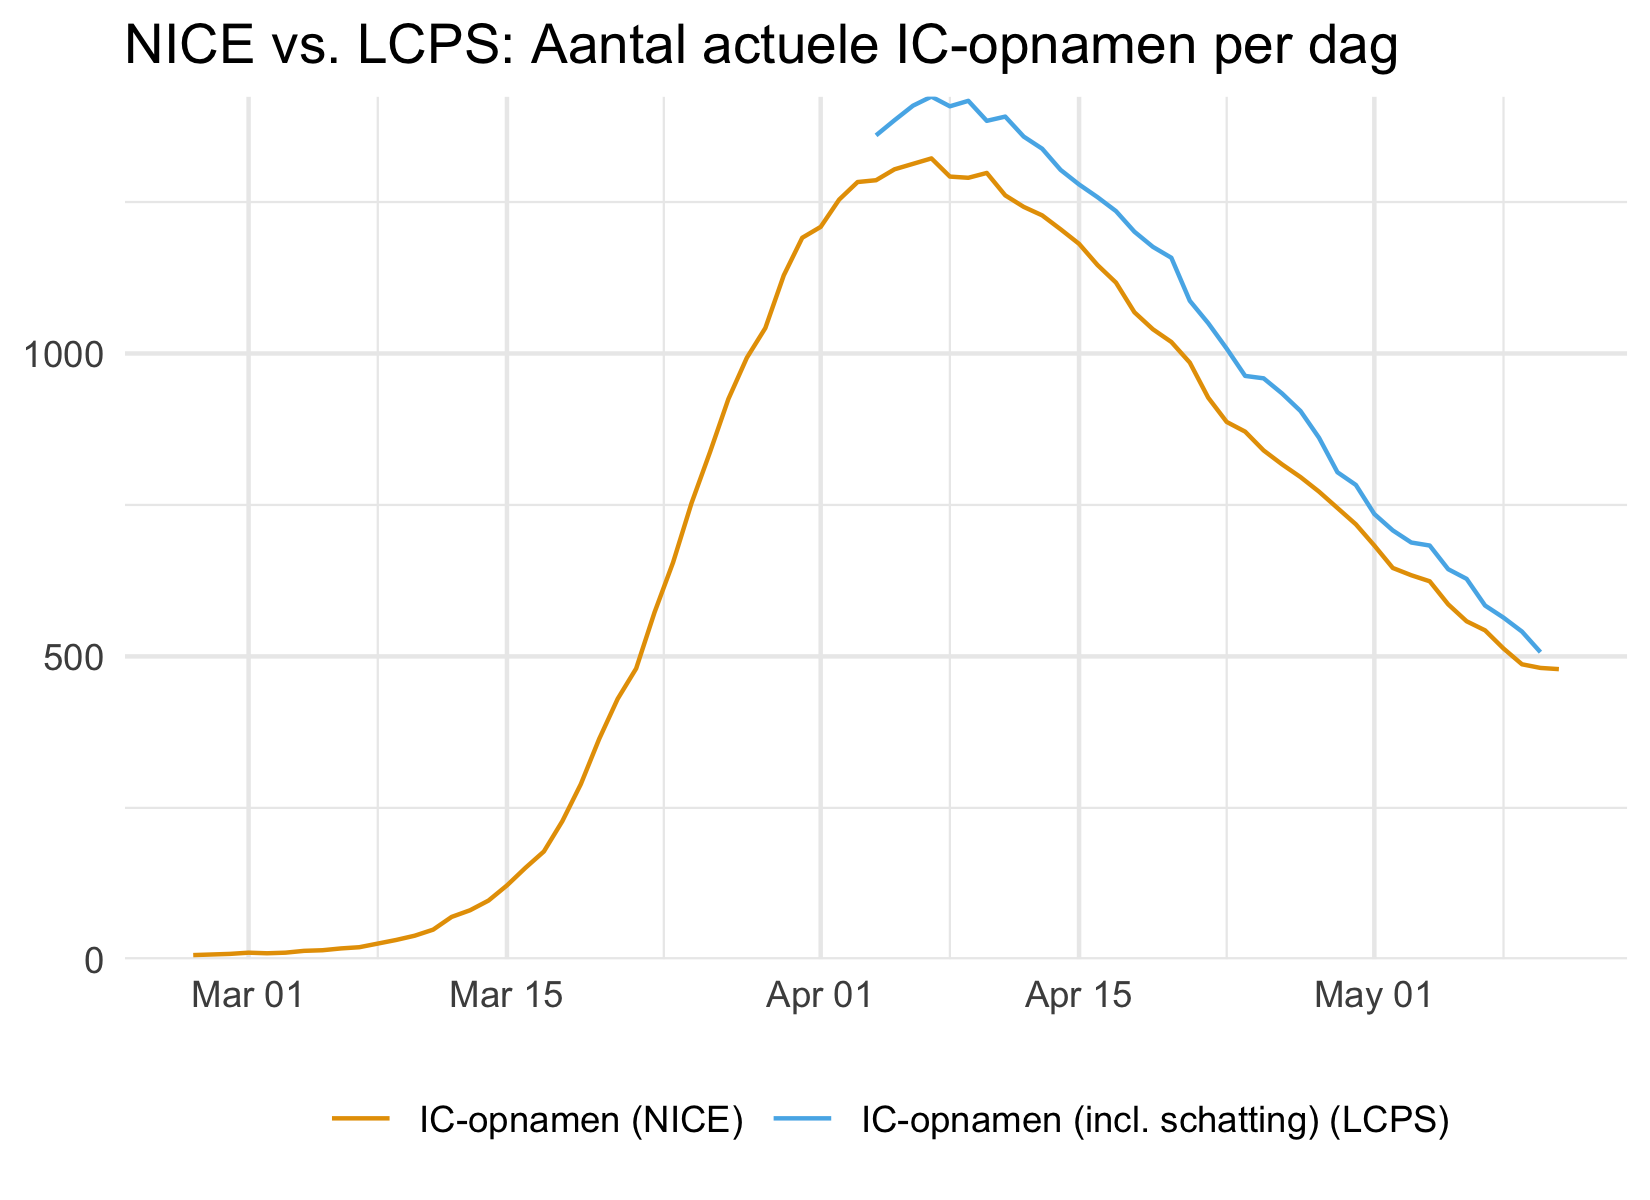 NICE vs. LCPS: Aantal actuele IC-opnamen per dag
1000
500
0
Mar 01 Mar 15 Apr 01 Apr 15 May 01
IC-opnamen (NICE) IC-opnamen (incl. schatting) (LCPS)